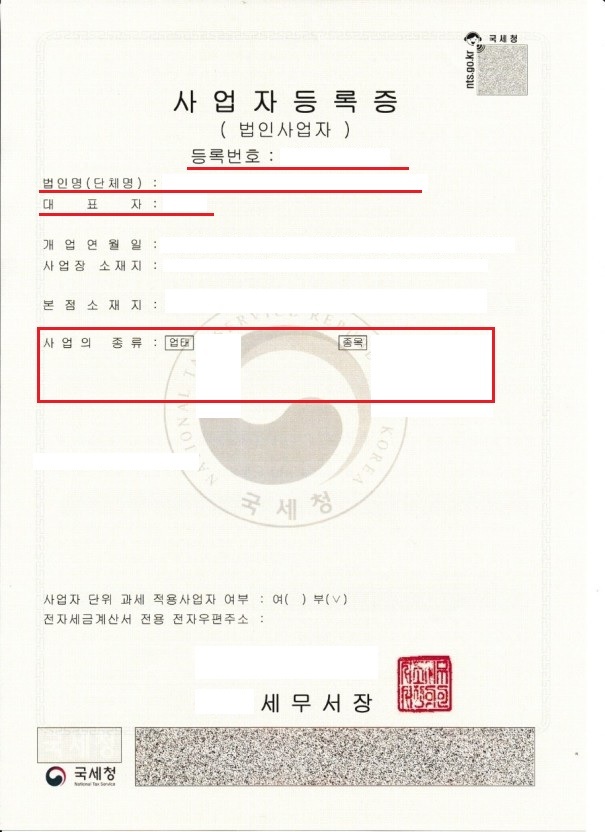 국세청
nts.go.kr
사업자등록증
( 법인사업자 )
등록번호 :
법인명(단체명) :
대 표 자 :
개업연월일 :
사업장 소재지 :
본점소재지 :
사업의 종류 : 업태 종목
NATIONAL TAX SERVICE REPUBLIC KOREA
국세청
사업자 단위 과세 적용사업자 여부 : 여( ) 부(∨)
전자세금계산서 전용 전자우편주소 :
세무서장
국세청
National Tax Service